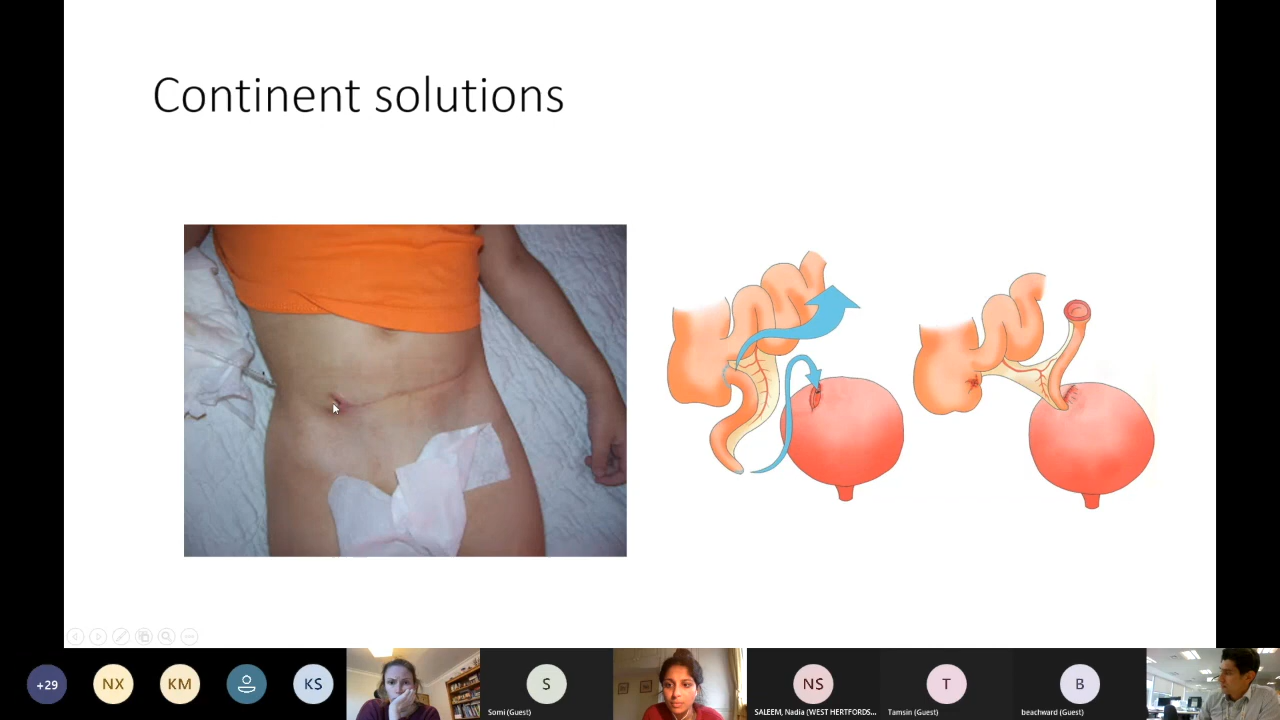 Continent solutions
+29
NX
KM
KS
S
NS
T
B
Somi (Guest)
SALEEM, Nadia (WEST HERTFORDS...
Tamsin (Guest)
beachward (Guest)